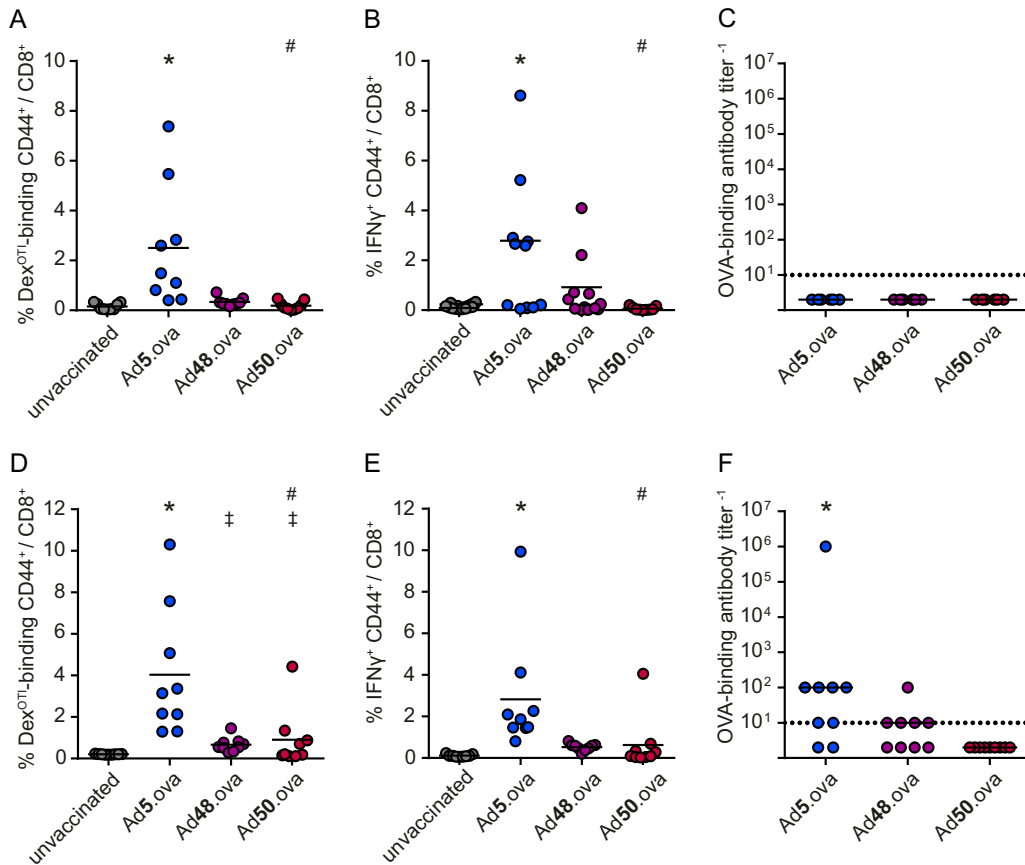 A
% Dex^OTI-binding CD44⁺ / CD8⁺
10
8
6
4
2
0
*
#
unvaccinated
Ad5.ova
Ad48.ova
Ad50.ova
B
% IFNγ⁺ CD44⁺ / CD8⁺
10
8
6
4
2
0
*
#
unvaccinated
Ad5.ova
Ad48.ova
Ad50.ova
C
OVA-binding antibody titer ⁻¹
10⁷
10⁶
10⁵
10⁴
10³
10²
10¹
Ad5.ova
Ad48.ova
Ad50.ova
D
% Dex^OTI-binding CD44⁺ / CD8⁺
12
10
8
6
4
2
0
*
‡
#
‡
unvaccinated
Ad5.ova
Ad48.ova
Ad50.ova
E
% IFNγ⁺ CD44⁺ / CD8⁺
12
10
8
6
4
2
0
*
#
unvaccinated
Ad5.ova
Ad48.ova
Ad50.ova
F
OVA-binding antibody titer ⁻¹
10⁷
10⁶
10⁵
10⁴
10³
10²
10¹
*
Ad5.ova
Ad48.ova
Ad50.ova